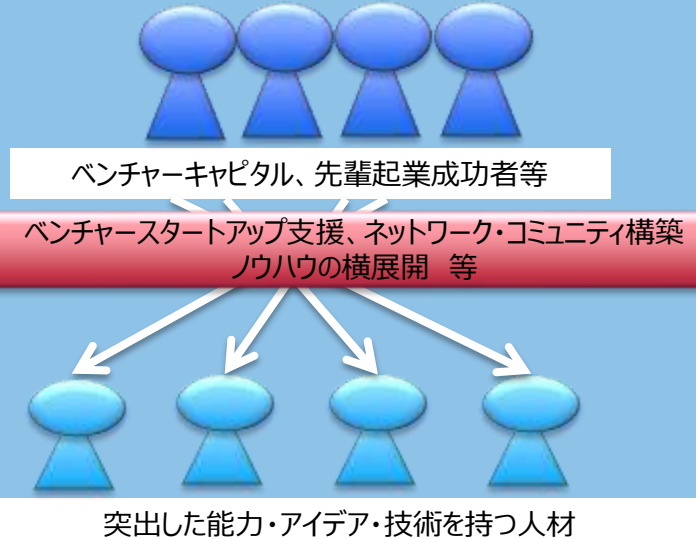 ベンチャーキャピタル、先輩起業成功者等
ベンチャースタートアップ支援、ネットワーク・コミュニティ構築
ノウハウの横展開　等
突出した能力・アイデア・技術を持つ人材